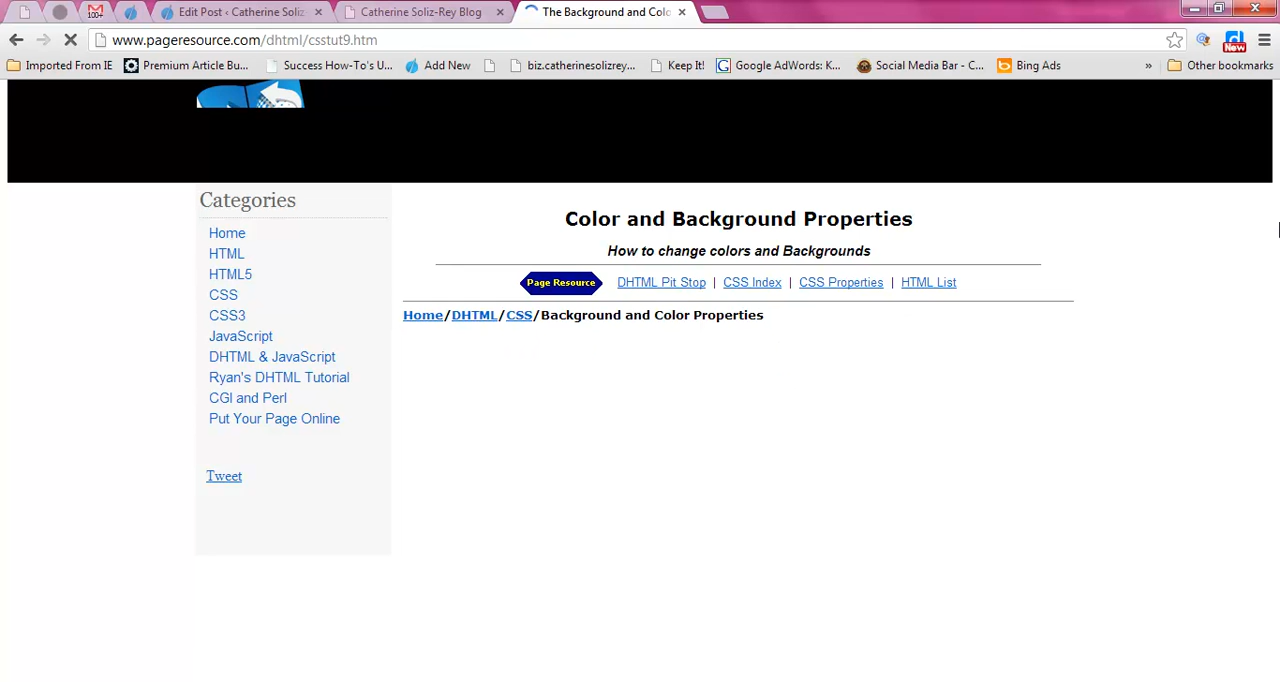 100+
Edit Post ‹ Catherine Soliz-
Catherine Soliz-Rey Blog
The Background and Colo
www.pageresource.com/dhtml/csstut9.htm
New
Imported From IE
Premium Article Bu...
Success How-To's U...
Add New
biz.catherinesolizrey...
Keep It!
Google AdWords: K...
Social Media Bar - C...
Bing Ads
»
Other bookmarks
Categories
Home
HTML
HTML5
CSS
CSS3
JavaScript
DHTML & JavaScript
Ryan's DHTML Tutorial
CGI and Perl
Put Your Page Online
Tweet
Color and Background Properties
How to change colors and Backgrounds
Page Resource DHTML Pit Stop | CSS Index | CSS Properties | HTML List
Home/DHTML/CSS/Background and Color Properties